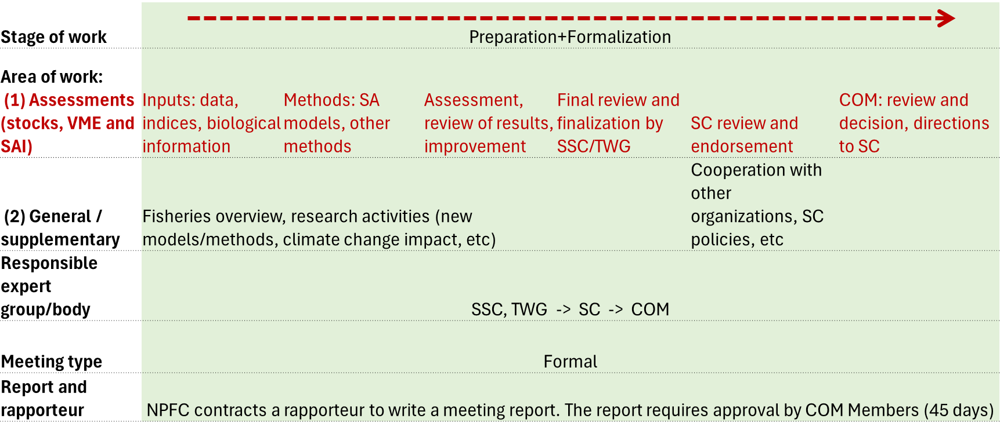 Stage of work
Preparation+Formalization
Area of work:
(1) Assessments
(stocks, VME and
SAI)
Inputs: data,
indices, biological
information
Methods: SA
models, other
methods
Assessment,
review of results,
improvement
Final review and
finalization by
SSC/TWG
SC review and
endorsement
COM: review and
decision, directions
to SC
(2) General /
supplementary
Fisheries overview, research activities (new
models/methods, climate change impact, etc)
Cooperation with
other
organizations, SC
policies, etc
Responsible
expert
group/body
SSC, TWG -> SC -> COM
Meeting type
Formal
Report and
rapporteur
NPFC contracts a rapporteur to write a meeting report. The report requires approval by COM Members (45 days)